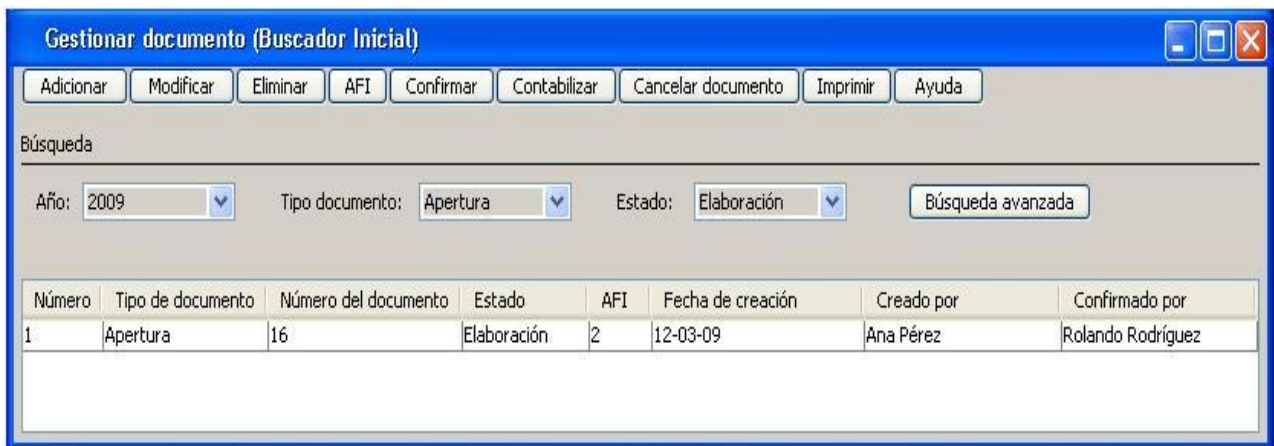 Gestionar documento (Buscador Inicial)
Adicionar Modificar Eliminar AFI Confirmar Contabilizar Cancelar documento Imprimir Ayuda
Búsqueda
Año: 2009 Tipo documento: Apertura Estado: Elaboración Búsqueda avanzada
Número Tipo de documento Número del documento Estado AFI Fecha de creación Creado por Confirmado por
1 Apertura 16 Elaboración 2 12-03-09 Ana Pérez Rolando Rodríguez